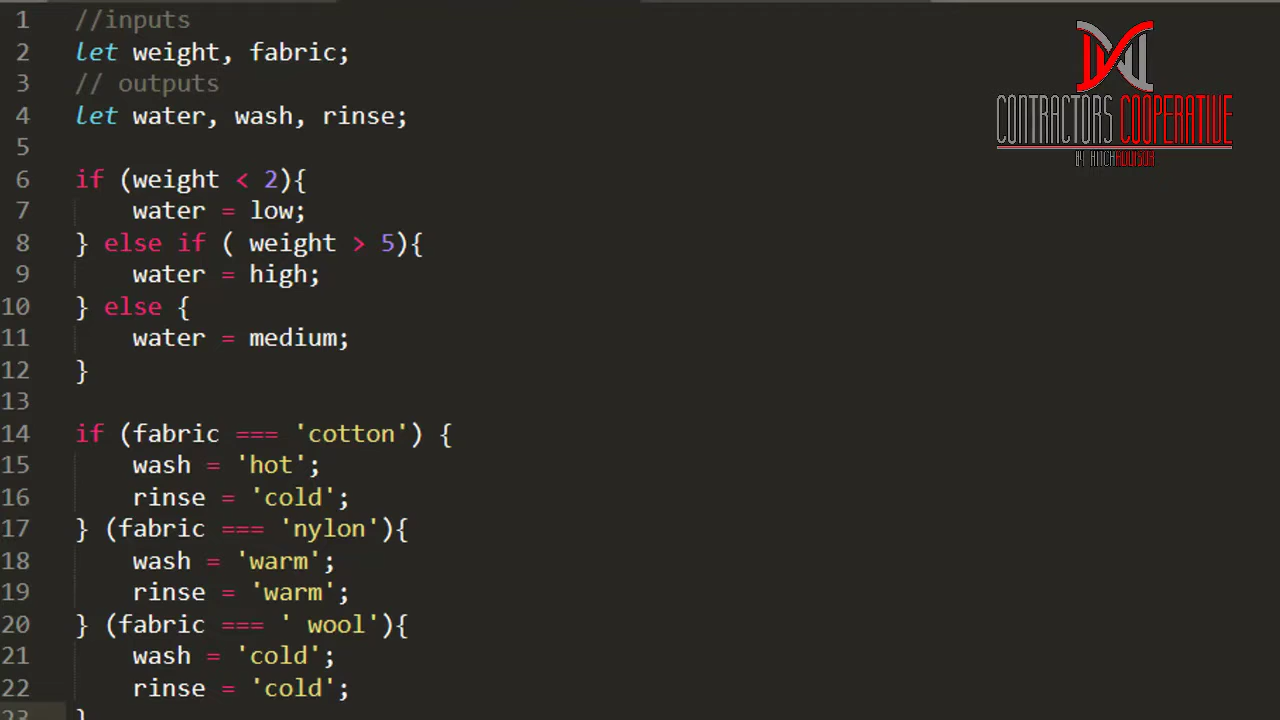 1 //inputs
2 let weight, fabric;
3 // outputs
4 let water, wash, rinse;
5
6 if (weight < 2){
7 water = low;
8 } else if ( weight > 5){
9 water = high;
10 } else {
11 water = medium;
12 }
13
14 if (fabric === 'cotton') {
15 wash = 'hot';
16 rinse = 'cold';
17 } (fabric === 'nylon'){
18 wash = 'warm';
19 rinse = 'warm';
20 } (fabric === ' wool'){
21 wash = 'cold';
22 rinse = 'cold';
23 }
CONTRACTORS COOPERATIVE